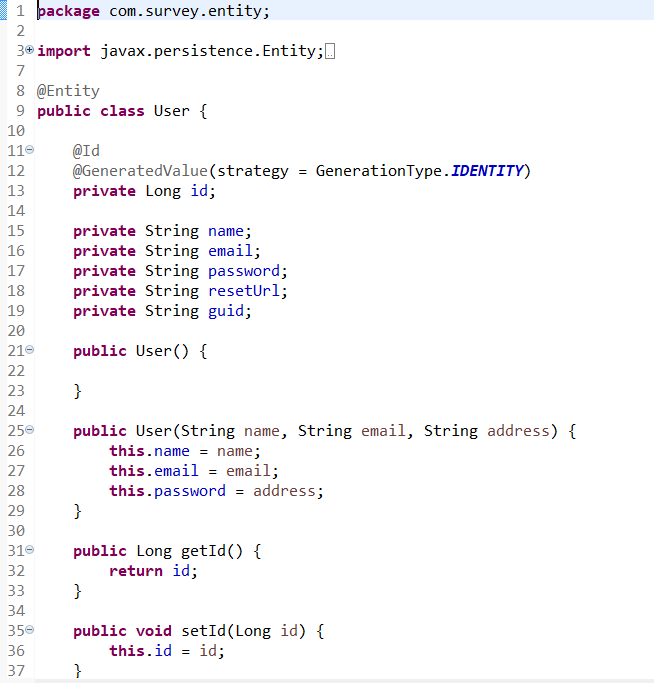 1 package com.survey.entity;
2
3 import javax.persistence.Entity;
7
8 @Entity
9 public class User {
10
11 @Id
12 @GeneratedValue(strategy = GenerationType.IDENTITY)
13 private Long id;
14
15 private String name;
16 private String email;
17 private String password;
18 private String resetUrl;
19 private String guid;
20
21 public User() {
22
23 }
24
25 public User(String name, String email, String address) {
26 this.name = name;
27 this.email = email;
28 this.password = address;
29 }
30
31 public Long getId() {
32 return id;
33 }
34
35 public void setId(Long id) {
36 this.id = id;
37 }